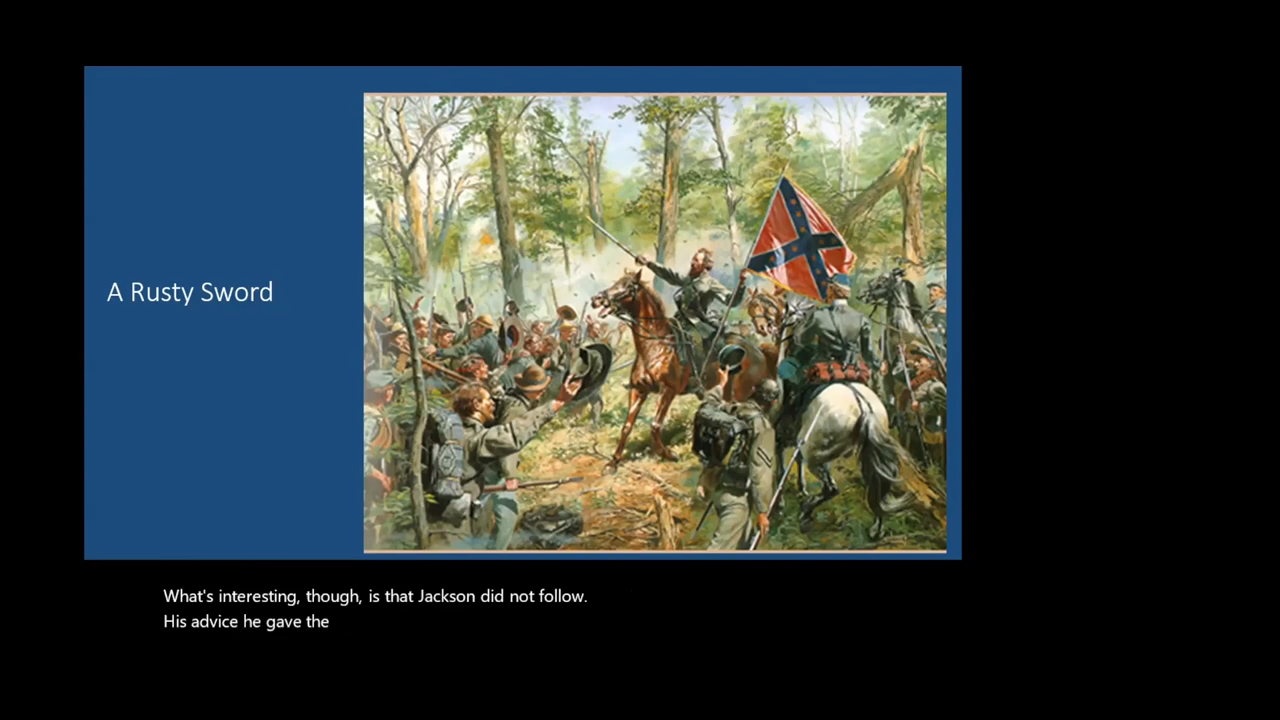 A Rusty Sword
What's interesting, though, is that Jackson did not follow.
His advice he gave the